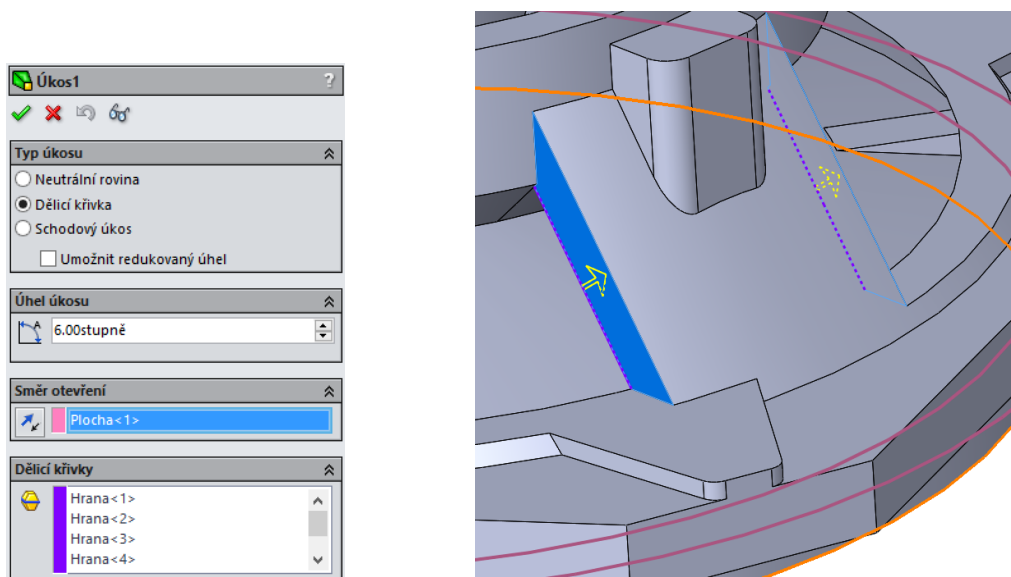 Úkos1 ?
Typ úkosu
Neutrální rovina
Dělicí křivka
Schodový úkos
Umožnit redukovaný úhel
Úhel úkosu
A
6.00stupně
Směr otevření
Plocha<1>
Dělicí křivky
Hrana<1>
Hrana<2>
Hrana<3>
Hrana<4>